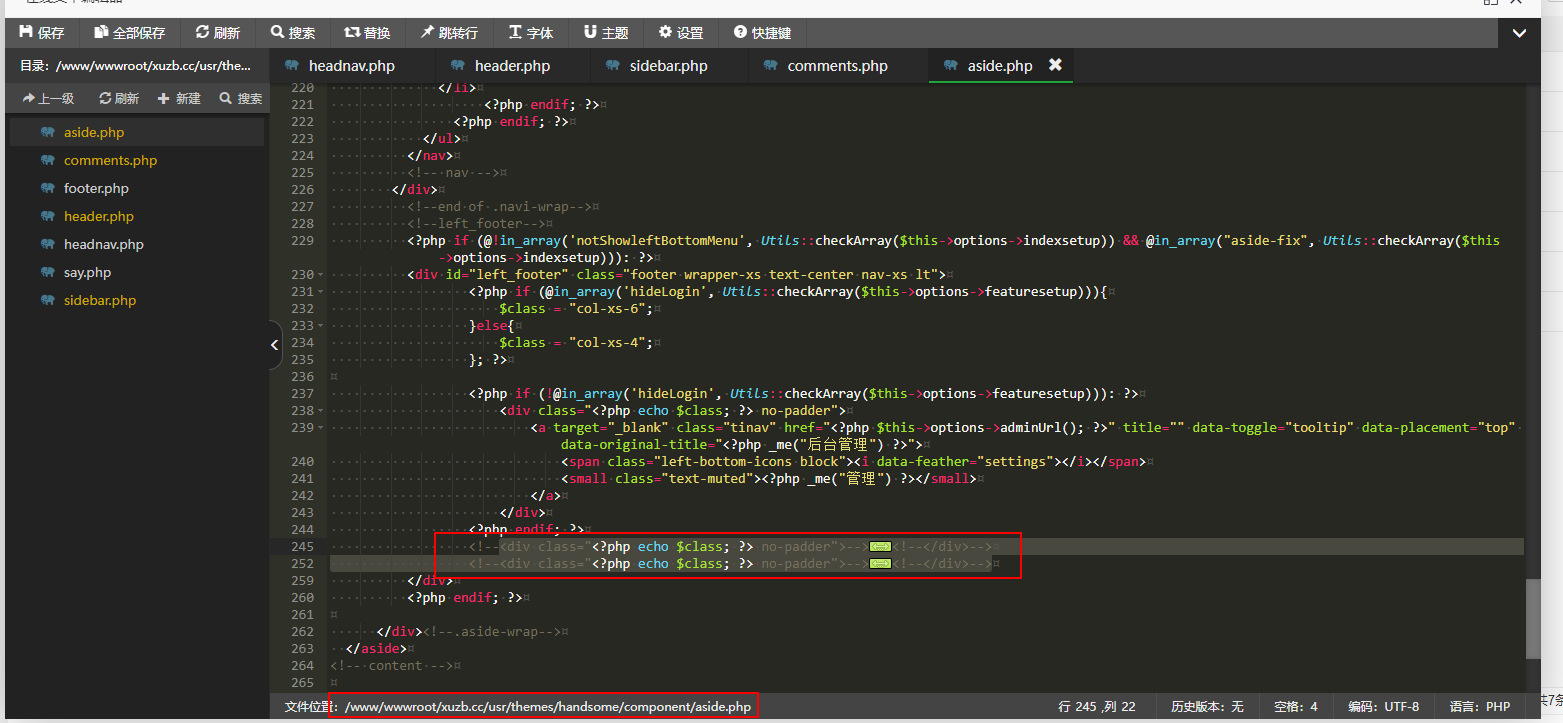 保存 全部保存 刷新 搜索 替换 跳转行 字体 主题 设置 快捷键
目录: /www/wwwroot/xuzb.cc/usr/the...
headnav.php header.php sidebar.php comments.php aside.php
上一级 刷新 新建 搜索
aside.php
comments.php
footer.php
header.php
headnav.php
say.php
sidebar.php
220 </li>
221 <?php endif; ?>
222 <?php endif; ?>
223 </ul>
224 </nav>
225 <!-- nav -->
226 </div>
227 <!--end of .navi-wrap-->
228 <!--left_footer-->
229 <?php if (@!in_array('notShowleftBottomMenu', Utils::checkArray($this->options->indexsetup)) && @in_array("aside-fix", Utils::checkArray($this
->options->indexsetup))): ?>
230 <div id="left_footer" class="footer wrapper-xs text-center nav-xs lt">
231 <?php if (@in_array('hideLogin', Utils::checkArray($this->options->featuresetup))){
232 $class = "col-xs-6";
233 }else{
234 $class = "col-xs-4";
235 }; ?>
236
237 <?php if (!@in_array('hideLogin', Utils::checkArray($this->options->featuresetup))): ?>
238 <div class="<?php echo $class; ?> no-padder">
239 <a target="_blank" class="tinav" href="<?php $this->options->adminUrl(); ?>" title="" data-toggle="tooltip" data-placement="top"
data-original-title="<?php _me("后台管理") ?>">
240 <span class="left-bottom-icons block"><i data-feather="settings"></i></span>
241 <small class="text-muted"><?php _me("管理") ?></small>
242 </a>
243 </div>
244 <?php endif; ?>
245 <!--<div class="<?php echo $class; ?> no-padder">--><!--</div>-->
252 <!--<div class="<?php echo $class; ?> no-padder">--><!--</div>-->
259 </div>
260 <?php endif; ?>
261
262 </div><!--.aside-wrap-->
263 </aside>
264 <!-- content -->
265
文件位置: /www/wwwroot/xuzb.cc/usr/themes/handsome/component/aside.php 行 245 ,列 22 历史版本: 无 空格: 4 编码: UTF-8 语言: PHP
共7条